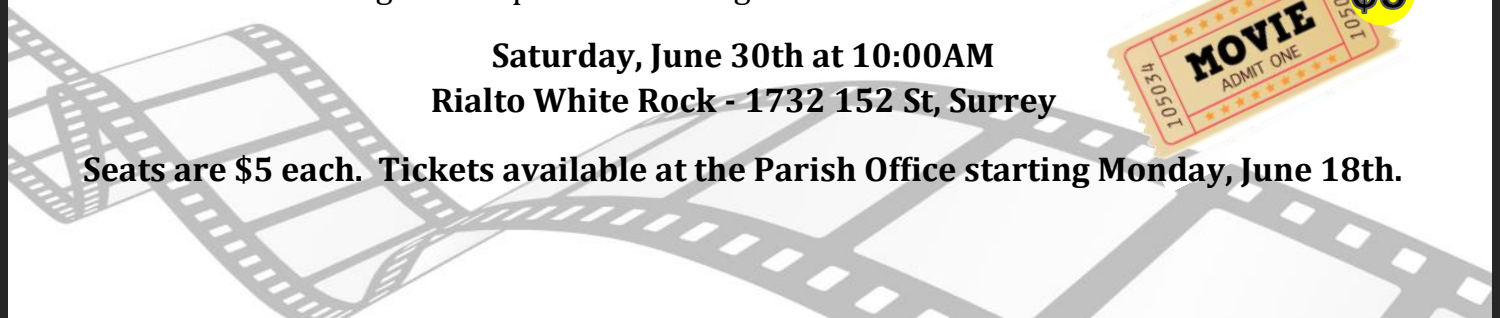 Saturday, June 30th at 10:00AM
Rialto White Rock - 1732 152 St, Surrey
MOVIE
ADMIT ONE
105034
Seats are $5 each.  Tickets available at the Parish Office starting Monday, June 18th.